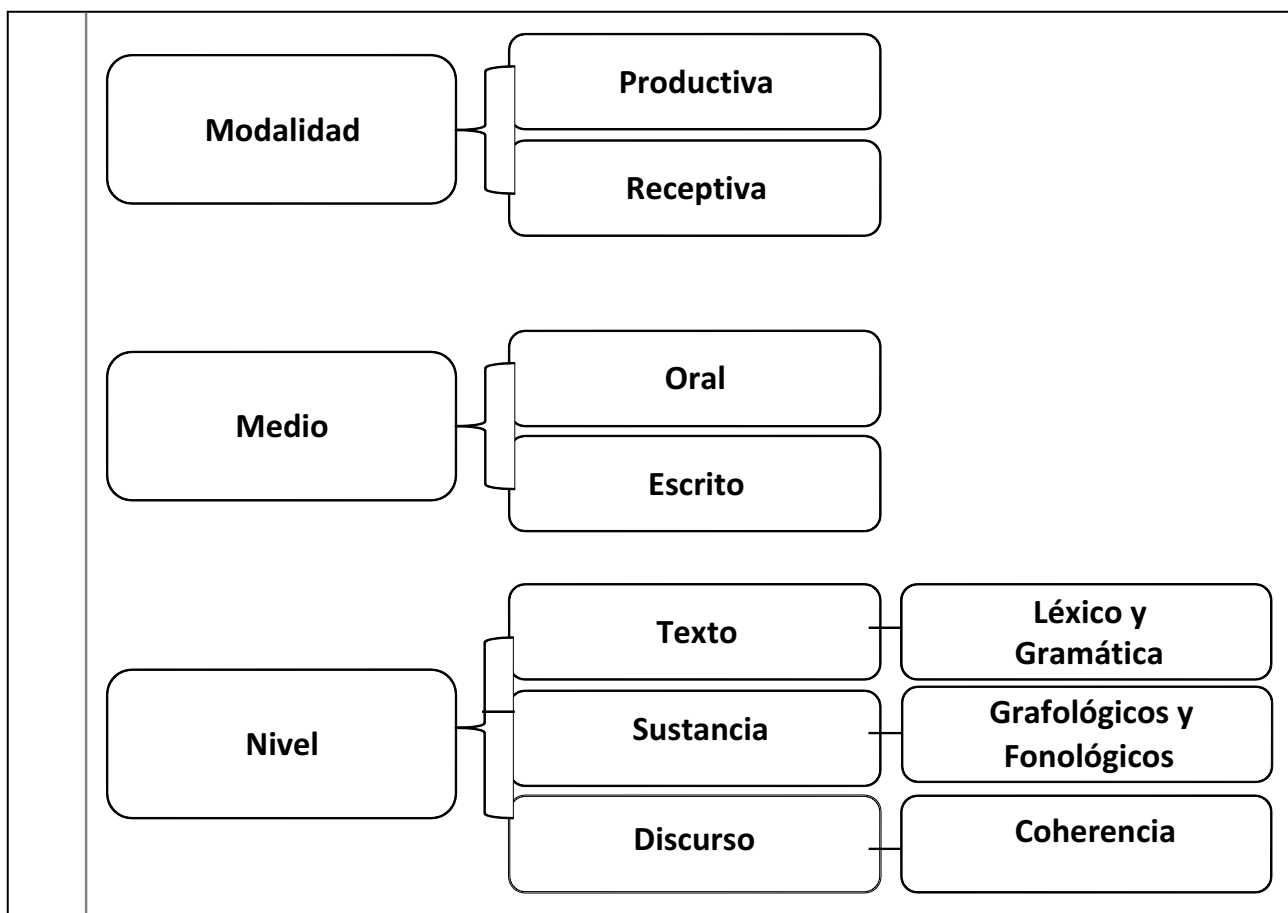 Modalidad
Productiva
Receptiva
Medio
Oral
Escrito
Nivel
Texto
Léxico y
Gramática
Sustancia
Grafológicos y
Fonológicos
Discurso
Coherencia